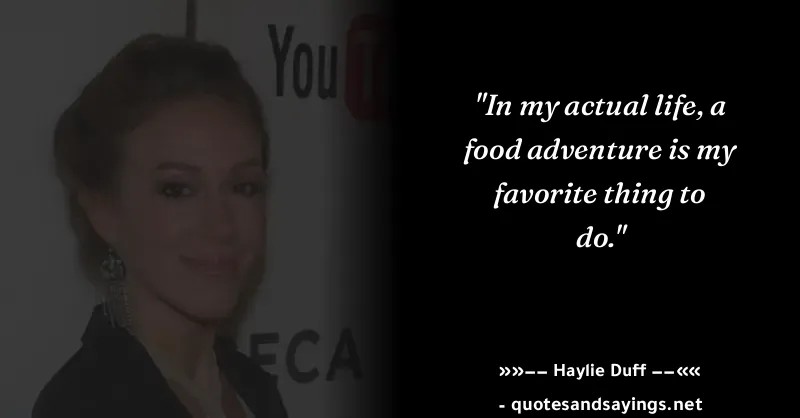 You
"In my actual life, a
food adventure is my
favorite thing to
do."
ECA
»»–– Haylie Duff ––««
- quotesandsayings.net